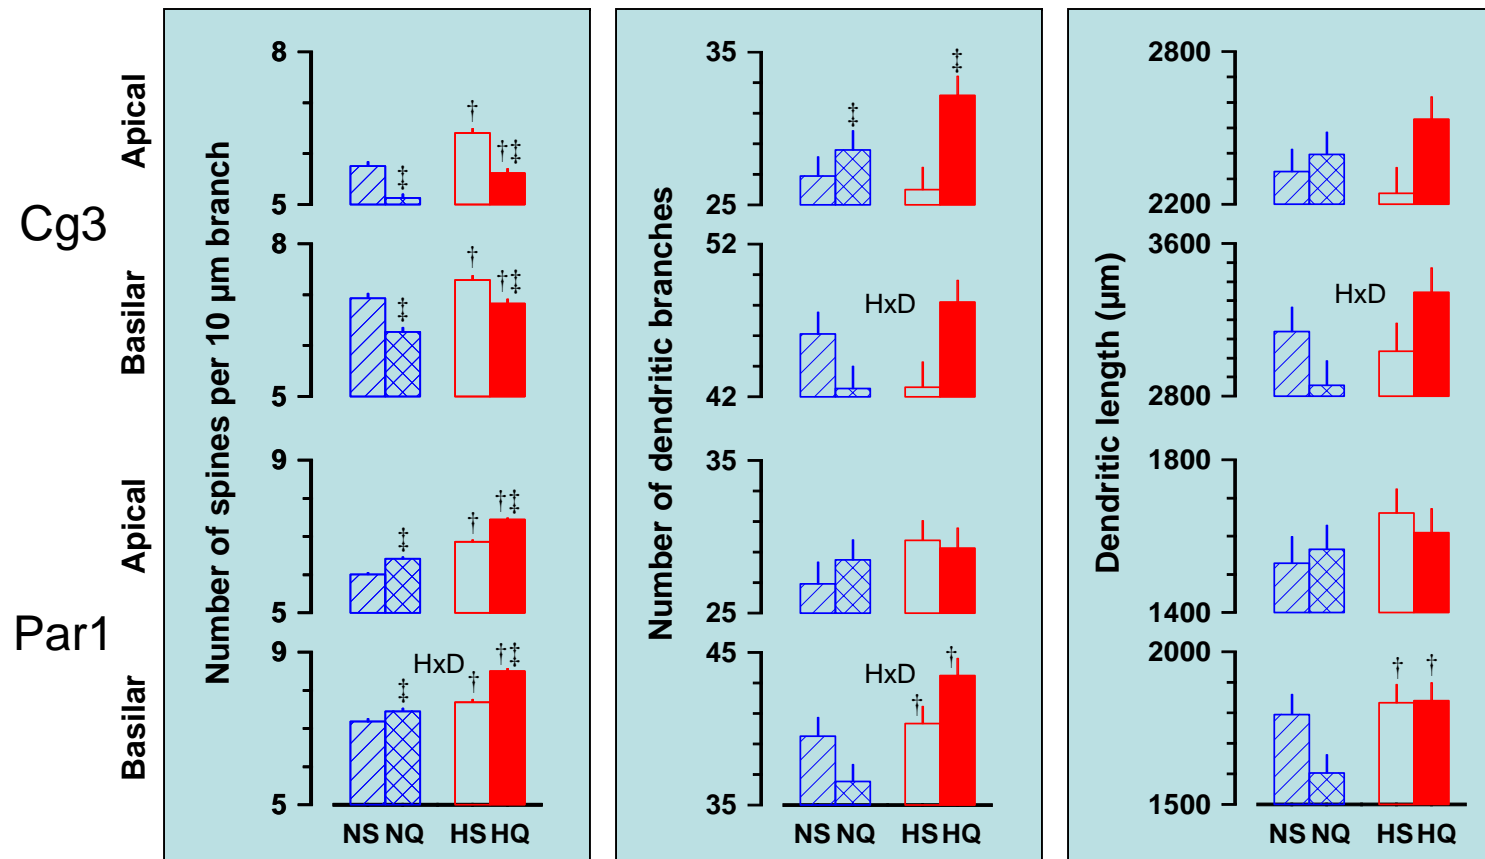 Cg3
Apical
Basilar
Par1
Apical
Basilar
Number of spines per 10 µm branch
8
5
‡
†
†‡
8
5
‡
†
†‡
9
5
‡
†
†‡
9
5
‡
HxD
†
†‡
NS NQ HS HQ
Number of dendritic branches
35
25
‡
‡
52
42
HxD
35
25
45
35
HxD
†
†
NS NQ HS HQ
Dendritic length (µm)
2800
2200
3600
2800
HxD
1800
1400
2000
1500
†
†
NS NQ HS HQ